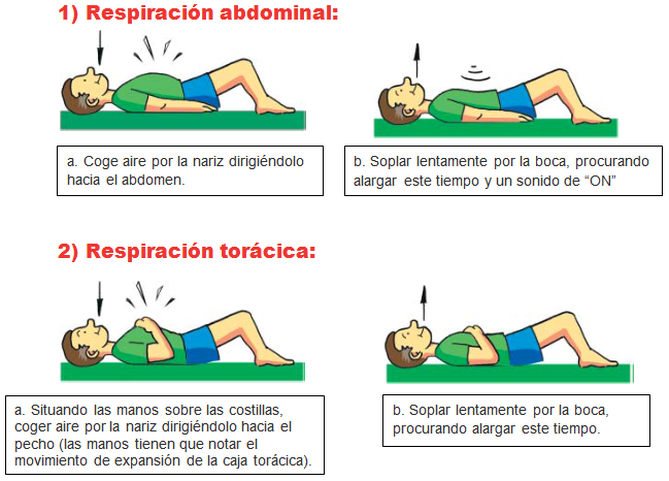 1) Respiración abdominal:
a. Coge aire por la nariz dirigiéndolo
hacia el abdomen.
b. Soplar lentamente por la boca, procurando
alargar este tiempo y un sonido de “ON”
2) Respiración torácica:
a. Situando las manos sobre las costillas,
coger aire por la nariz dirigiéndolo hacia el
pecho (las manos tienen que notar el
movimiento de expansión de la caja torácica).
b. Soplar lentamente por la boca,
procurando alargar este tiempo.